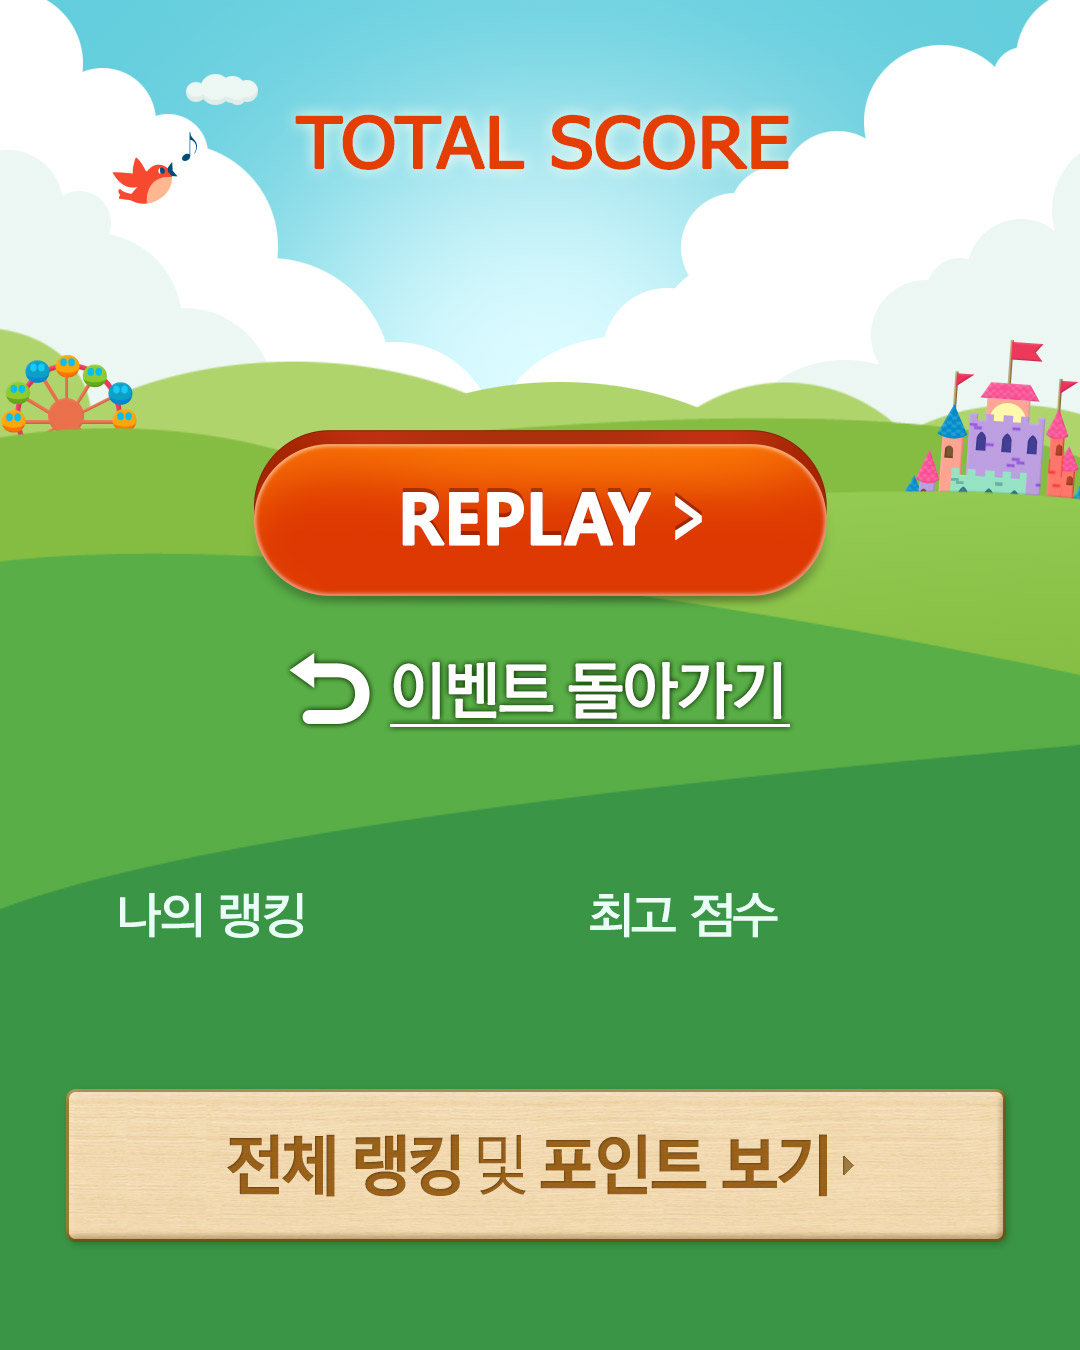 TOTAL SCORE
REPLAY >
이벤트 돌아가기
나의 랭킹
최고 점수
전체 랭킹 및 포인트 보기